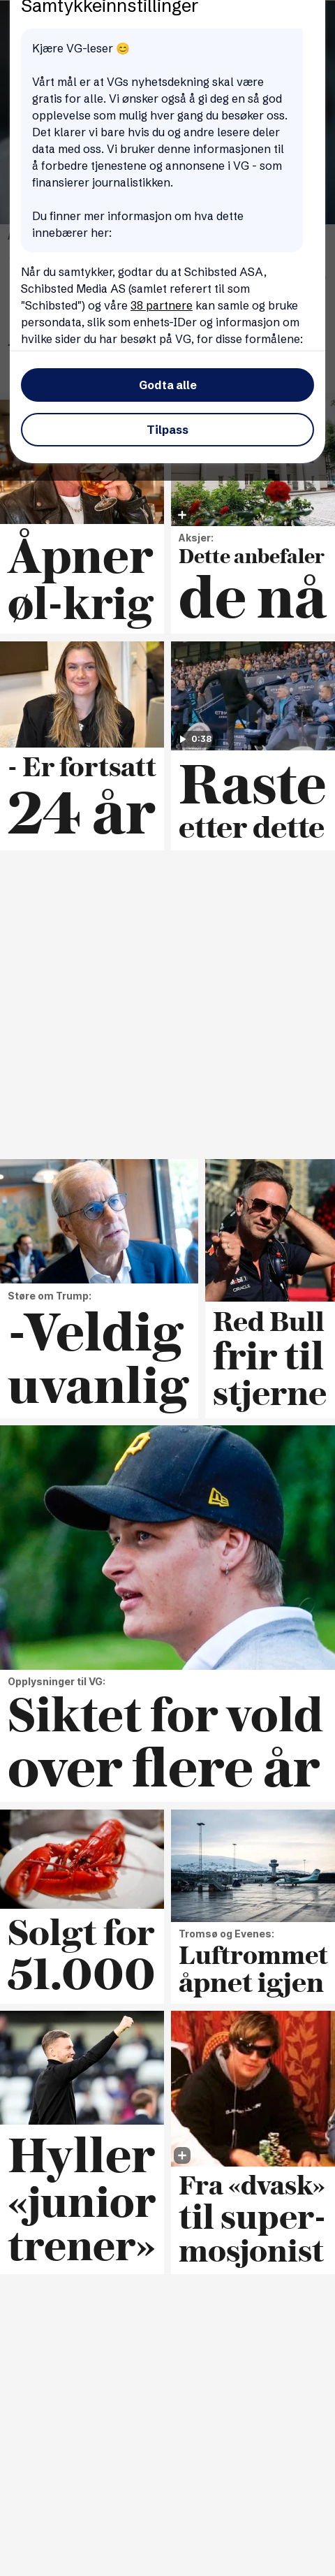 Samtykkeinnstillinger
Kjære VG-leser 😊
Vårt mål er at VGs nyhetsdekning skal være
gratis for alle. Vi ønsker også å gi deg en så god
opplevelse som mulig hver gang du besøker oss.
Det klarer vi bare hvis du og andre lesere deler
data med oss. Vi bruker denne informasjonen til
å forbedre tjenestene og annonsene i VG - som
finansierer journalistikken.
Du finner mer informasjon om hva dette
innebærer her:
Når du samtykker, godtar du at Schibsted ASA,
Schibsted Media AS (samlet referert til som
"Schibsted") og våre 38 partnere kan samle og bruke
persondata, slik som enhets-IDer og informasjon om
hvilke sider du har besøkt på VG, for disse formålene:
Godta alle
Tilpass
Åpner
øl-krig
Aksjer:
Dette anbefaler
de nå
- Er fortsatt
24 år
0:38
Raste
etter dette
Støre om Trump:
-Veldig
uvanlig
Red Bull
frir til
stjerne
Opplysninger til VG:
Siktet for vold
over flere år
Solgt for
51.000
Tromsø og Evenes:
Luftrommet
åpnet igjen
Hyller
«junior
trener»
Fra «dvask»
til super-
mosjonist